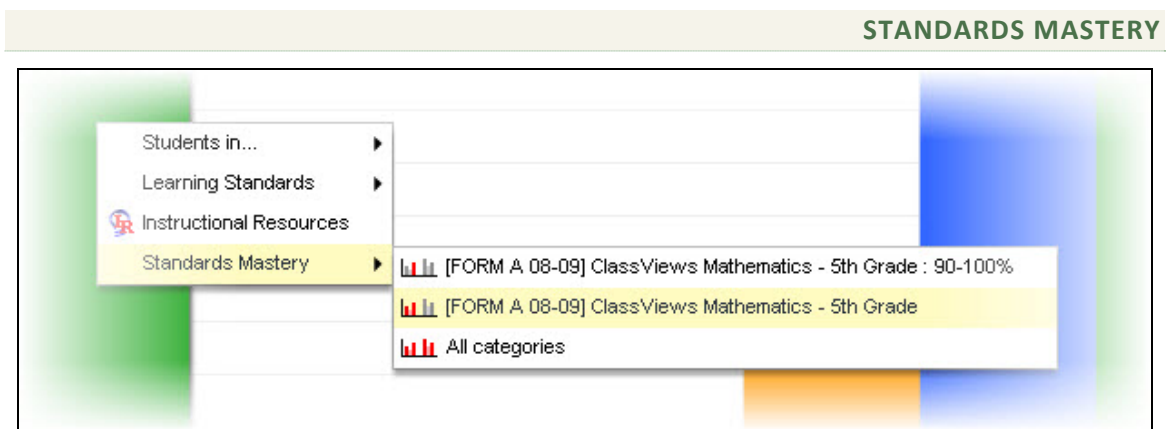 STANDARDS MASTERY
Students in...
Learning Standards
IR Instructional Resources
Standards Mastery
[FORM A 08-09] ClassViews Mathematics - 5th Grade : 90-100%
[FORM A 08-09] ClassViews Mathematics - 5th Grade
All categories